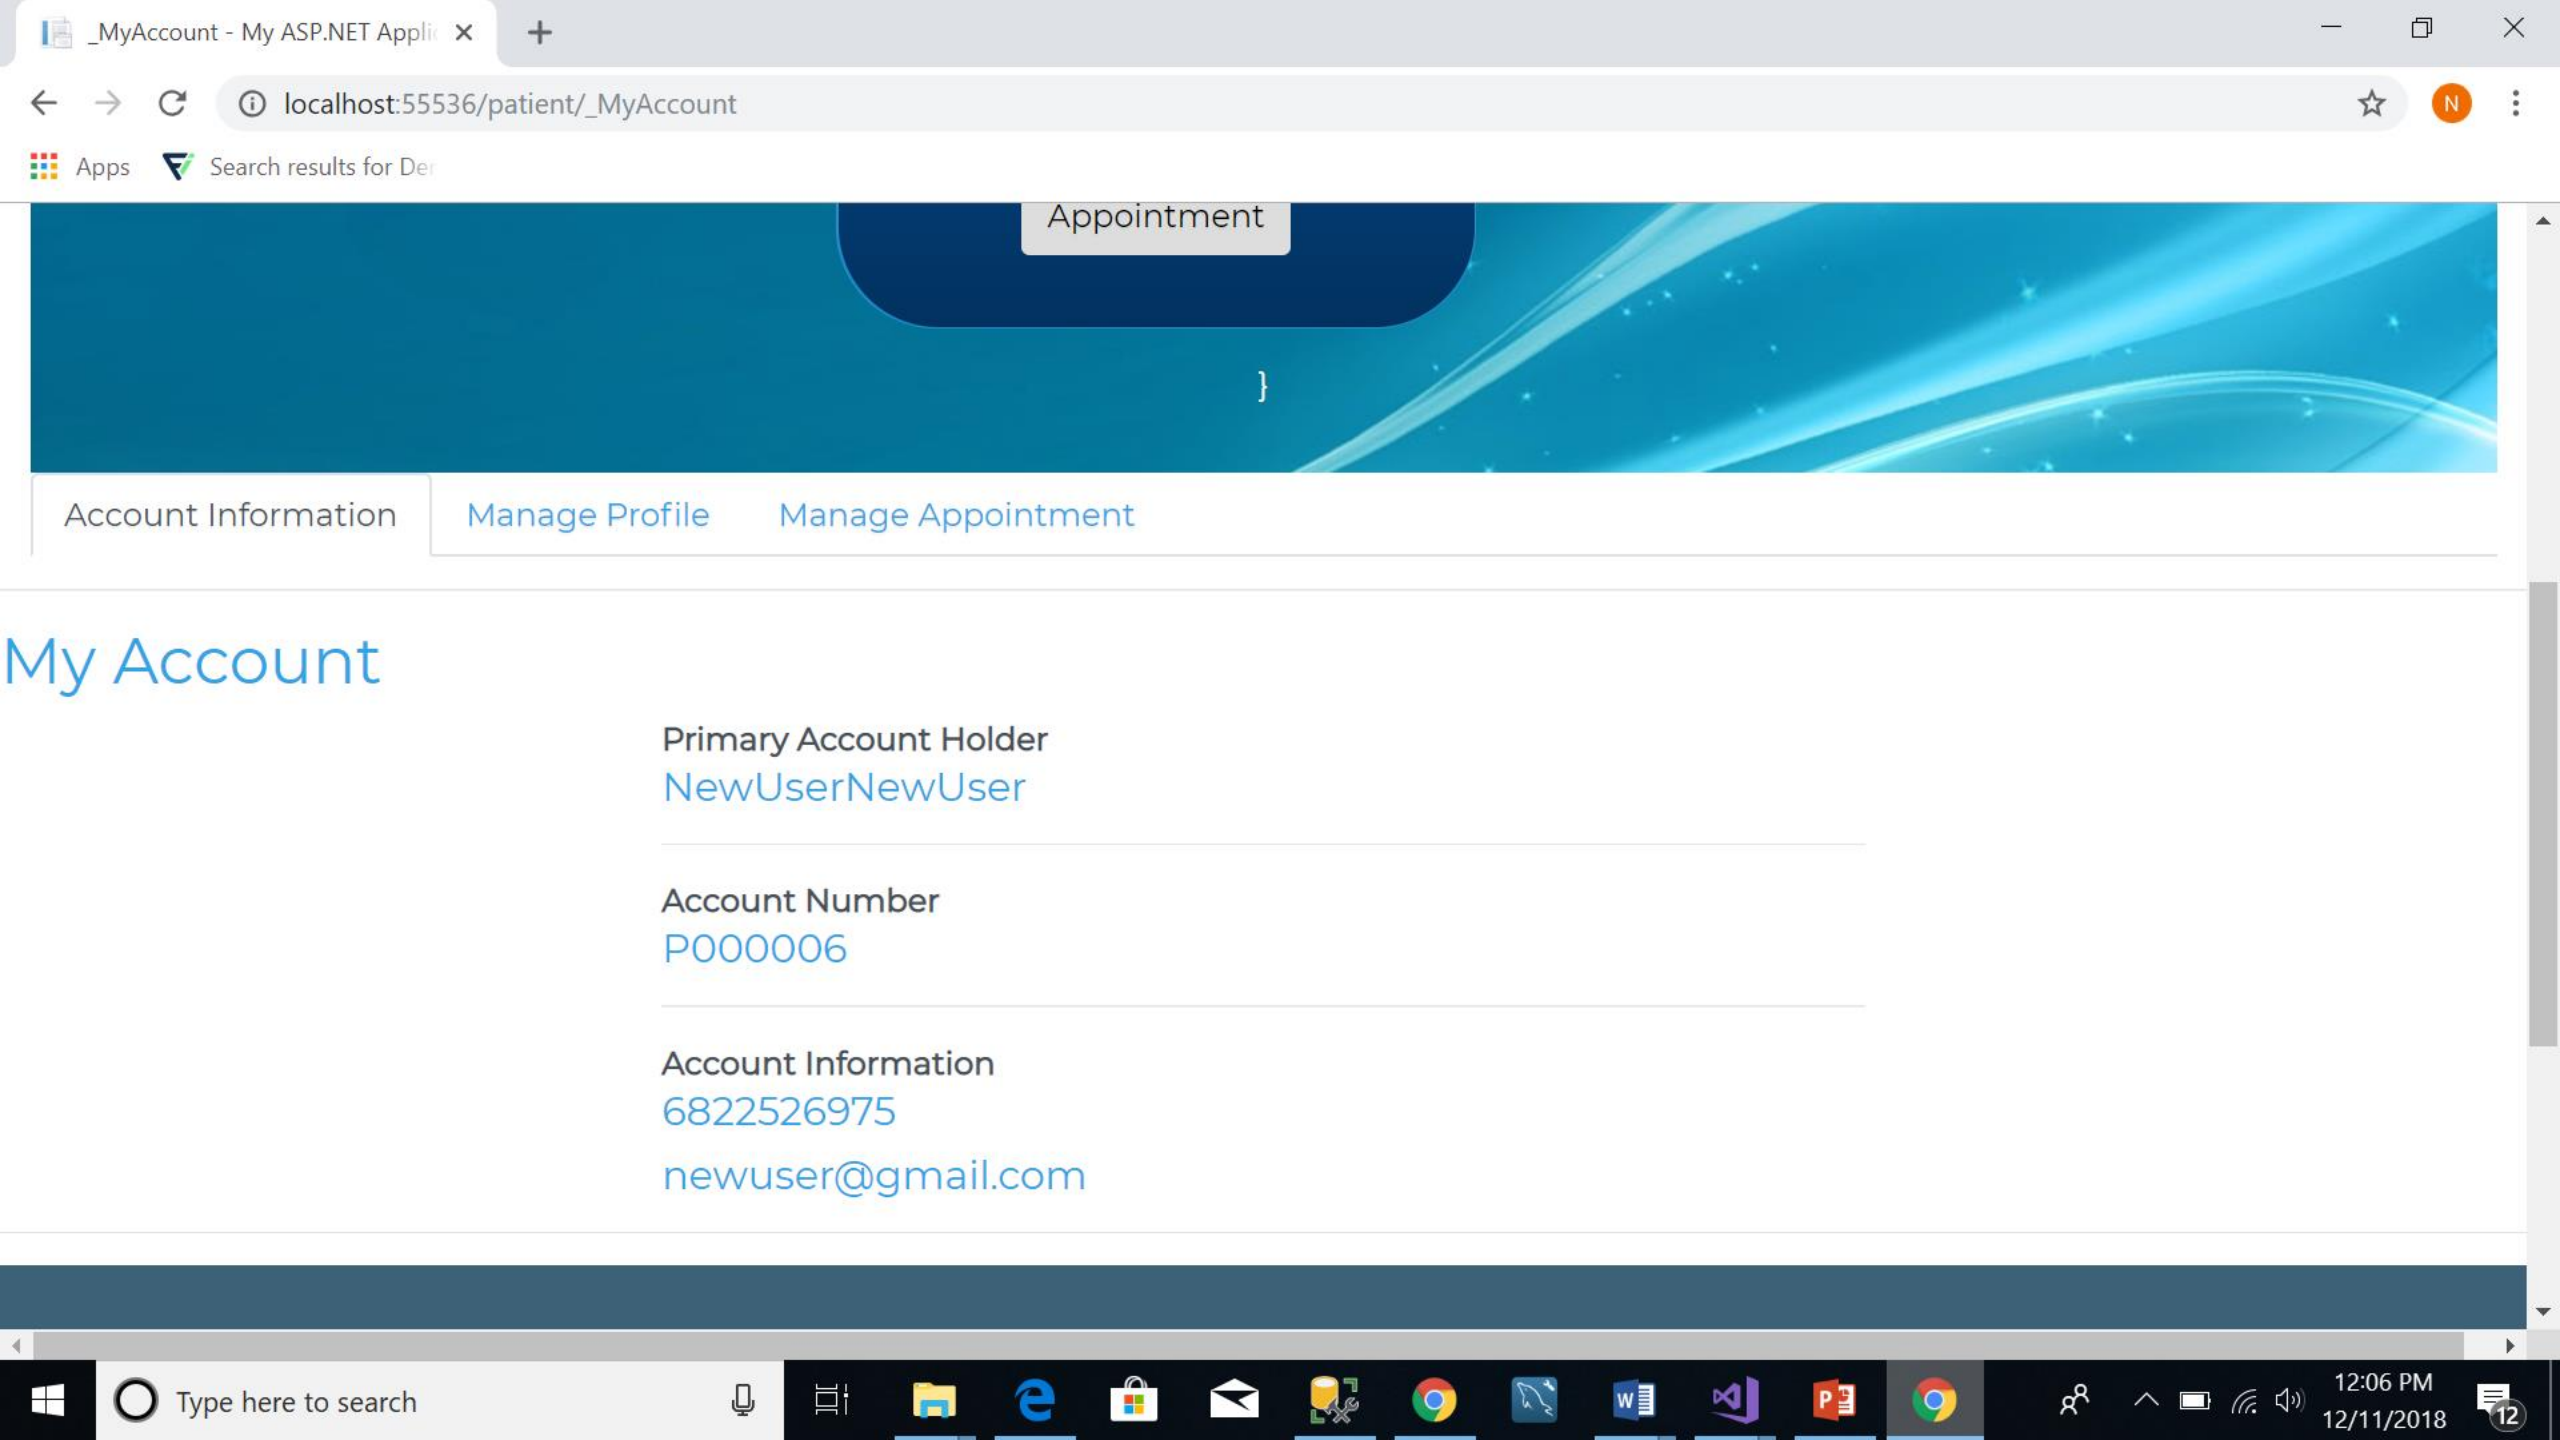 _MyAccount - My ASP.NET Appli
localhost:55536/patient/_MyAccount
N
Apps
Search results for Der
Appointment
}
Account Information
Manage Profile
Manage Appointment
My Account
Primary Account Holder
NewUserNewUser
Account Number
P000006
Account Information
6822526975
newuser@gmail.com
Type here to search
12:06 PM
12/11/2018
12